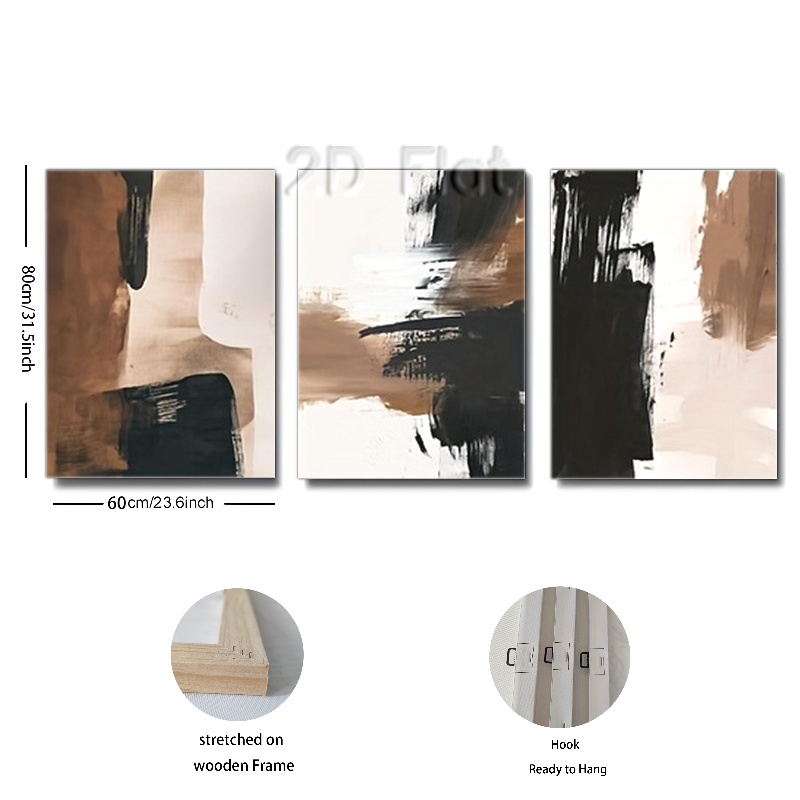 2D Flat
80cm/31.5inch
60cm/23.6inch
stretched on
wooden Frame
Hook
Ready to Hang